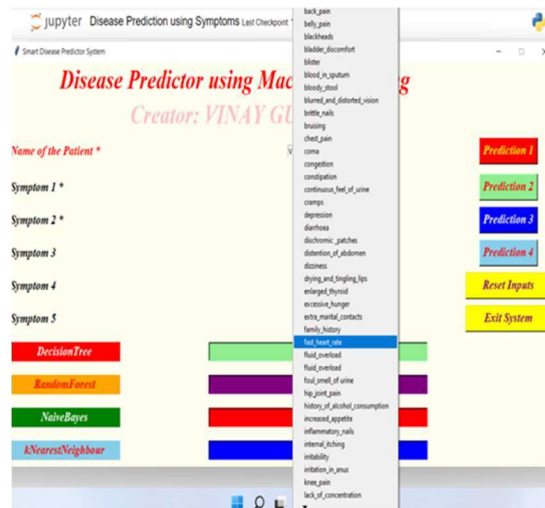 jupyter Disease Prediction using Symptoms Last Checkpoint
Smart Disease Predictor System
Disease Predictor using Mac g
Creator: VINAY GU
Name of the Patient *
Symptom 1 *
Symptom 2 *
Symptom 3
Symptom 4
Symptom 5
DecisionTree
RandomForest
NaiveBayes
kNearestNeighbour
back_pain
belly_pain
blackheads
bladder_discomfort
blister
blood_in_sputum
bloody_stool
blurred_and_distorted_vision
brittle_nails
bruising
chest_pain
coma
congestion
constipation
continuous_feel_of_urine
cramps
depression
diarrhoea
dischromic _patches
distention_of_abdomen
dizziness
drying_and_tingling_lips
enlarged_thyroid
excessive_hunger
extra_marital_contacts
family_history
fast_heart_rate
fluid_overload
fluid_overload
foul_smell_of urine
hip_joint_pain
history_of_alcohol_consumption
increased_appetite
inflammatory_nails
internal_itching
irritability
irritation_in_anus
knee_pain
lack_of_concentration
Prediction 1
Prediction 2
Prediction 3
Prediction 4
Reset Inputs
Exit System